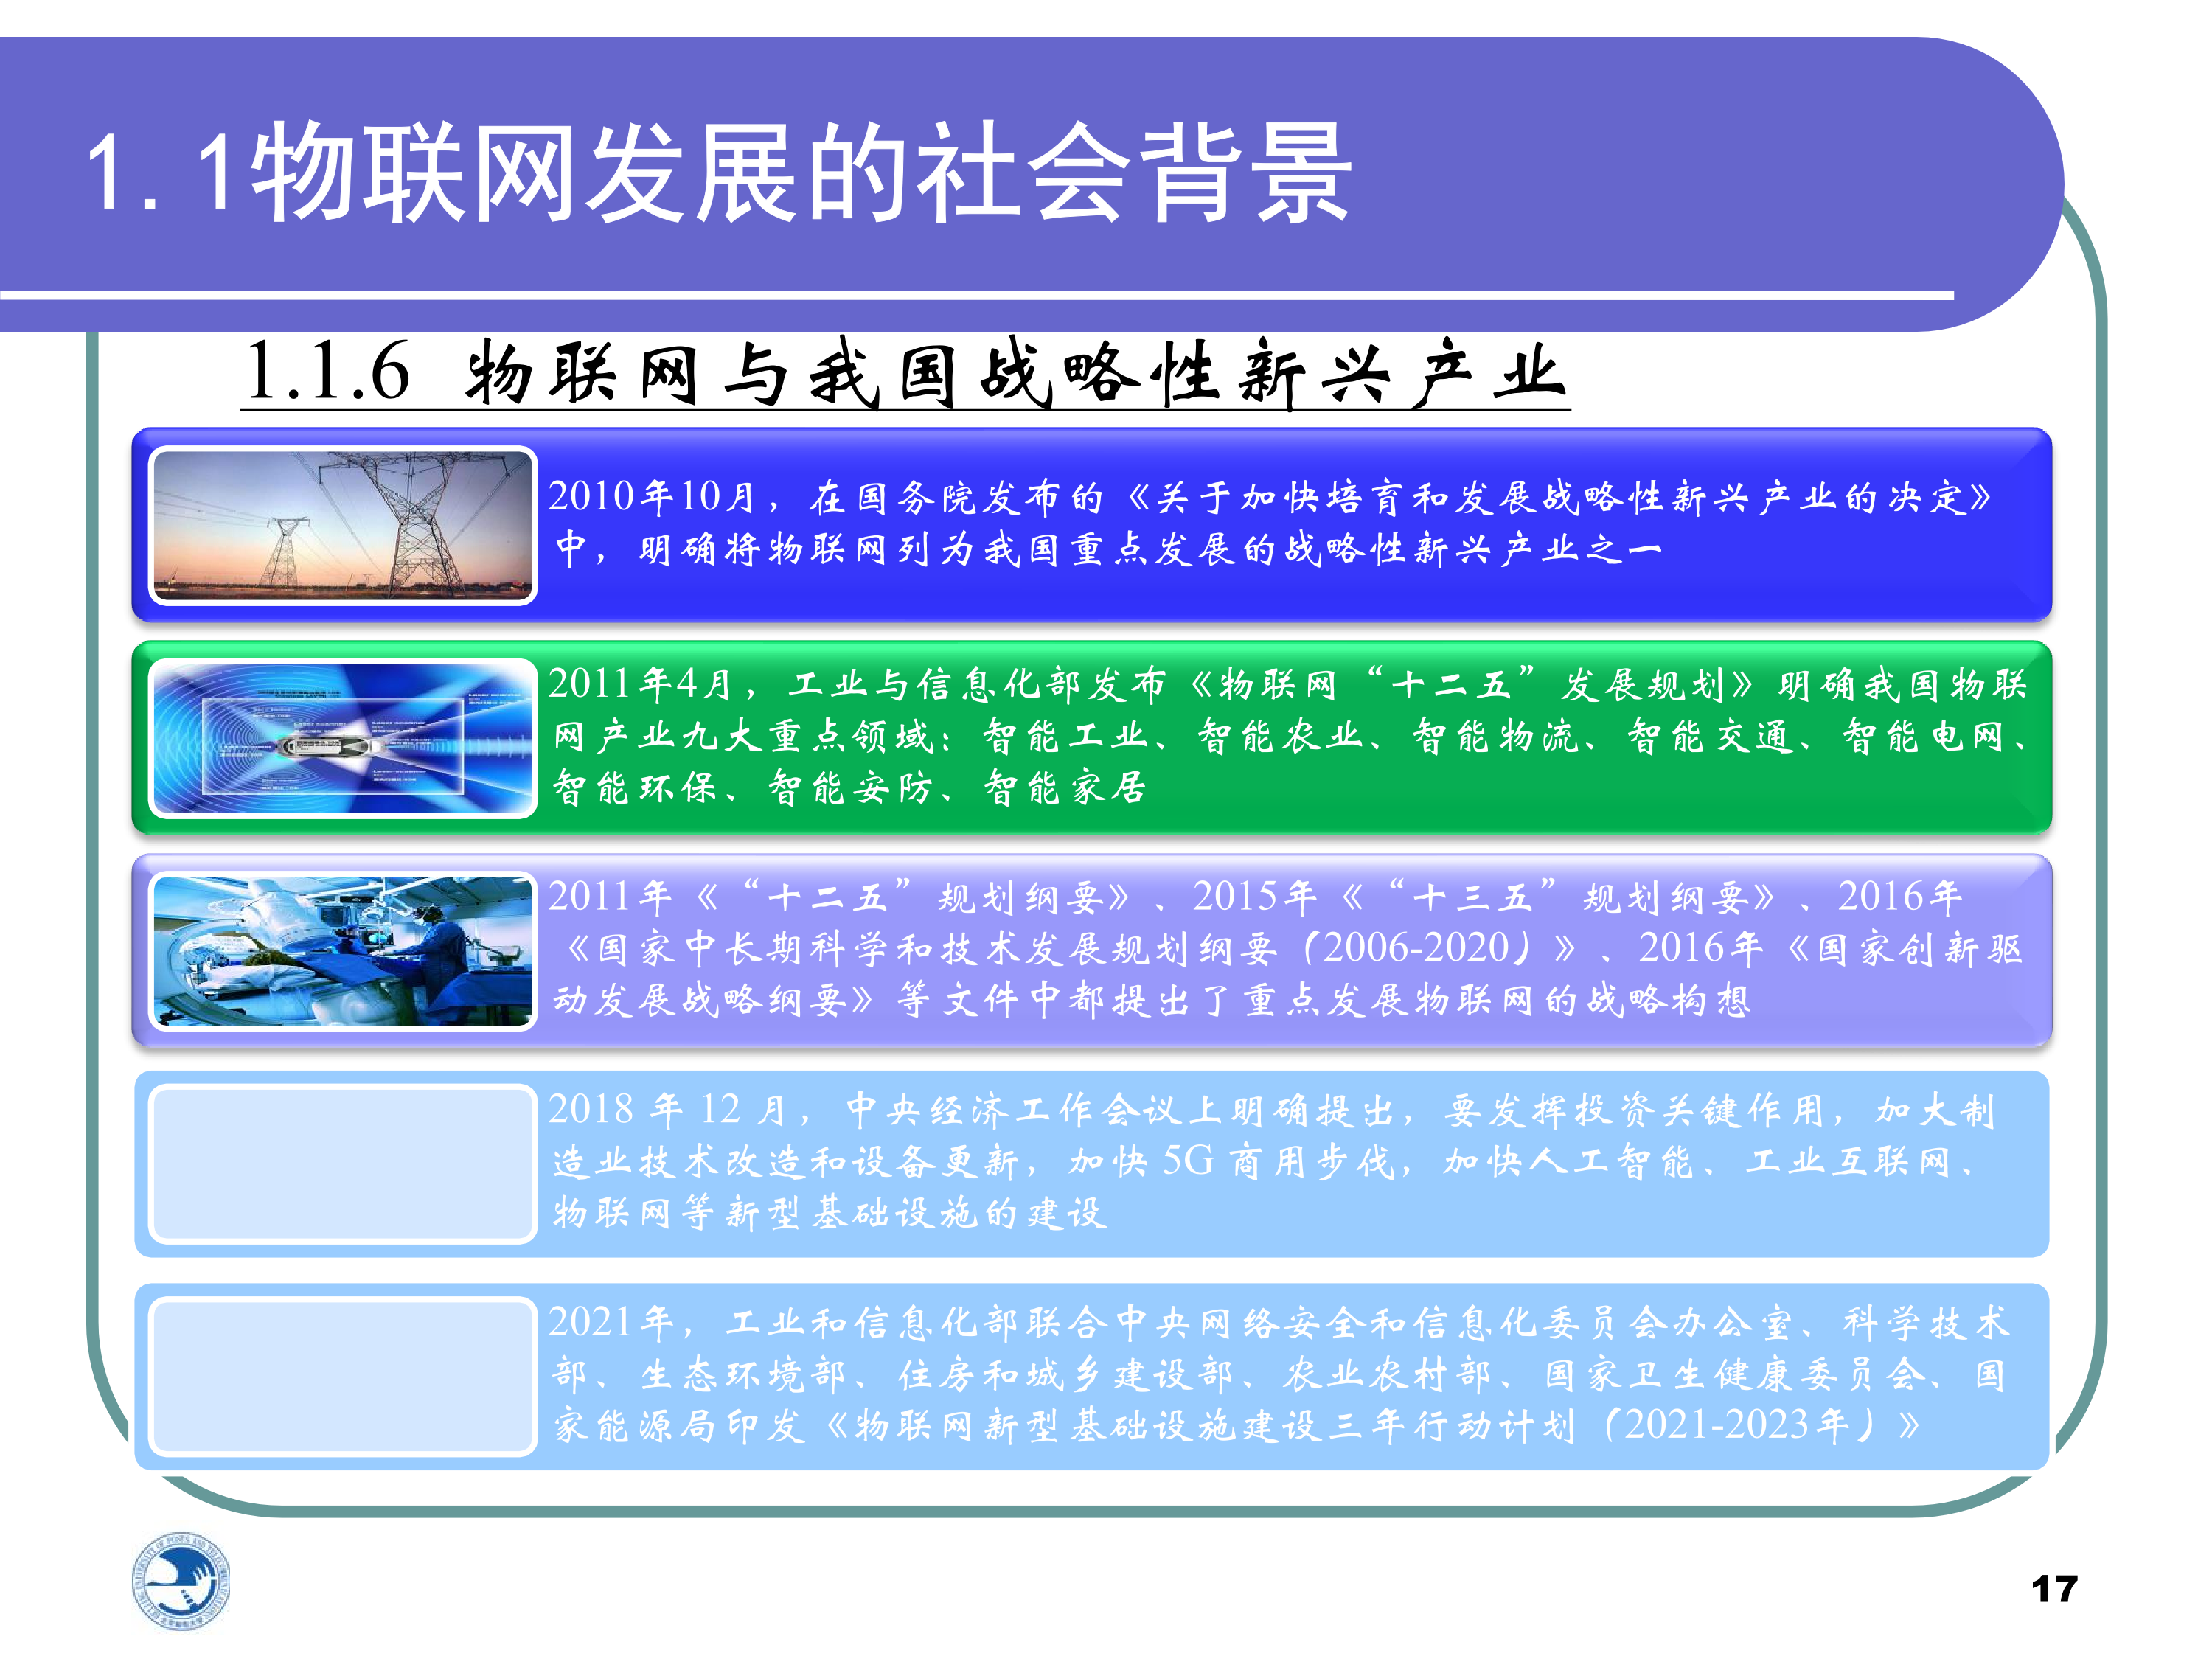 1.1物联网发展的社会背景
1.1.6 物联网与我国战略性新兴产业
2010年10月，在国务院发布的《关于加快培育和发展战略性新兴产业的决定》
中，明确将物联网列为我国重点发展的战略性新兴产业之一
2011年4月，工业与信息化部发布《物联网“十二五”发展规划》明确我国物联
网产业九大重点领域：智能工业、智能农业、智能物流、智能交通、智能电网、
智能环保、智能安防、智能家居
2011年《“十二五”规划纲要》、2015年《“十三五”规划纲要》、2016年
《国家中长期科学和技术发展规划纲要（2006-2020）》、2016年《国家创新驱
动发展战略纲要》等文件中都提出了重点发展物联网的战略构想
2018 年 12 月，中央经济工作会议上明确提出，要发挥投资关键作用，加大制
造业技术改造和设备更新，加快 5G 商用步伐，加快人工智能、工业互联网、
物联网等新型基础设施的建设
2021年，工业和信息化部联合中央网络安全和信息化委员会办公室、科学技术
部、生态环境部、住房和城乡建设部、农业农村部、国家卫生健康委员会、国
家能源局印发《物联网新型基础设施建设三年行动计划（2021-2023年）》
17